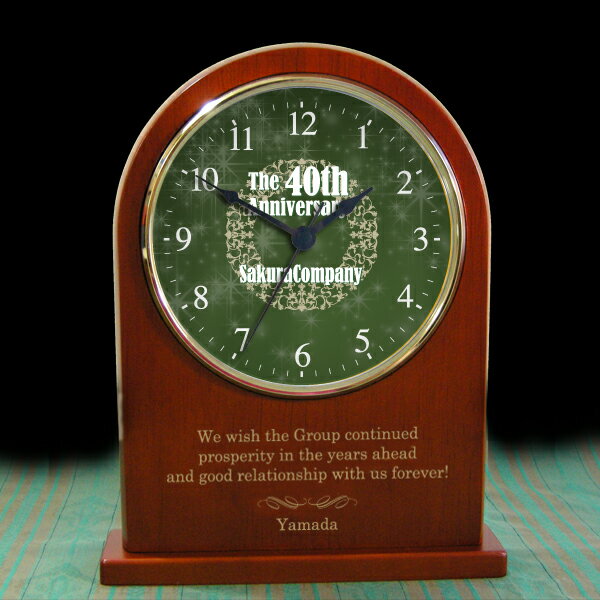 12
11
1
10
2
9
3
8
4
7
5
6
The 40th
Anniversary
SakuraCompany
We wish the Group continued
prosperity in the years ahead
and good relationship with us forever!
Yamada